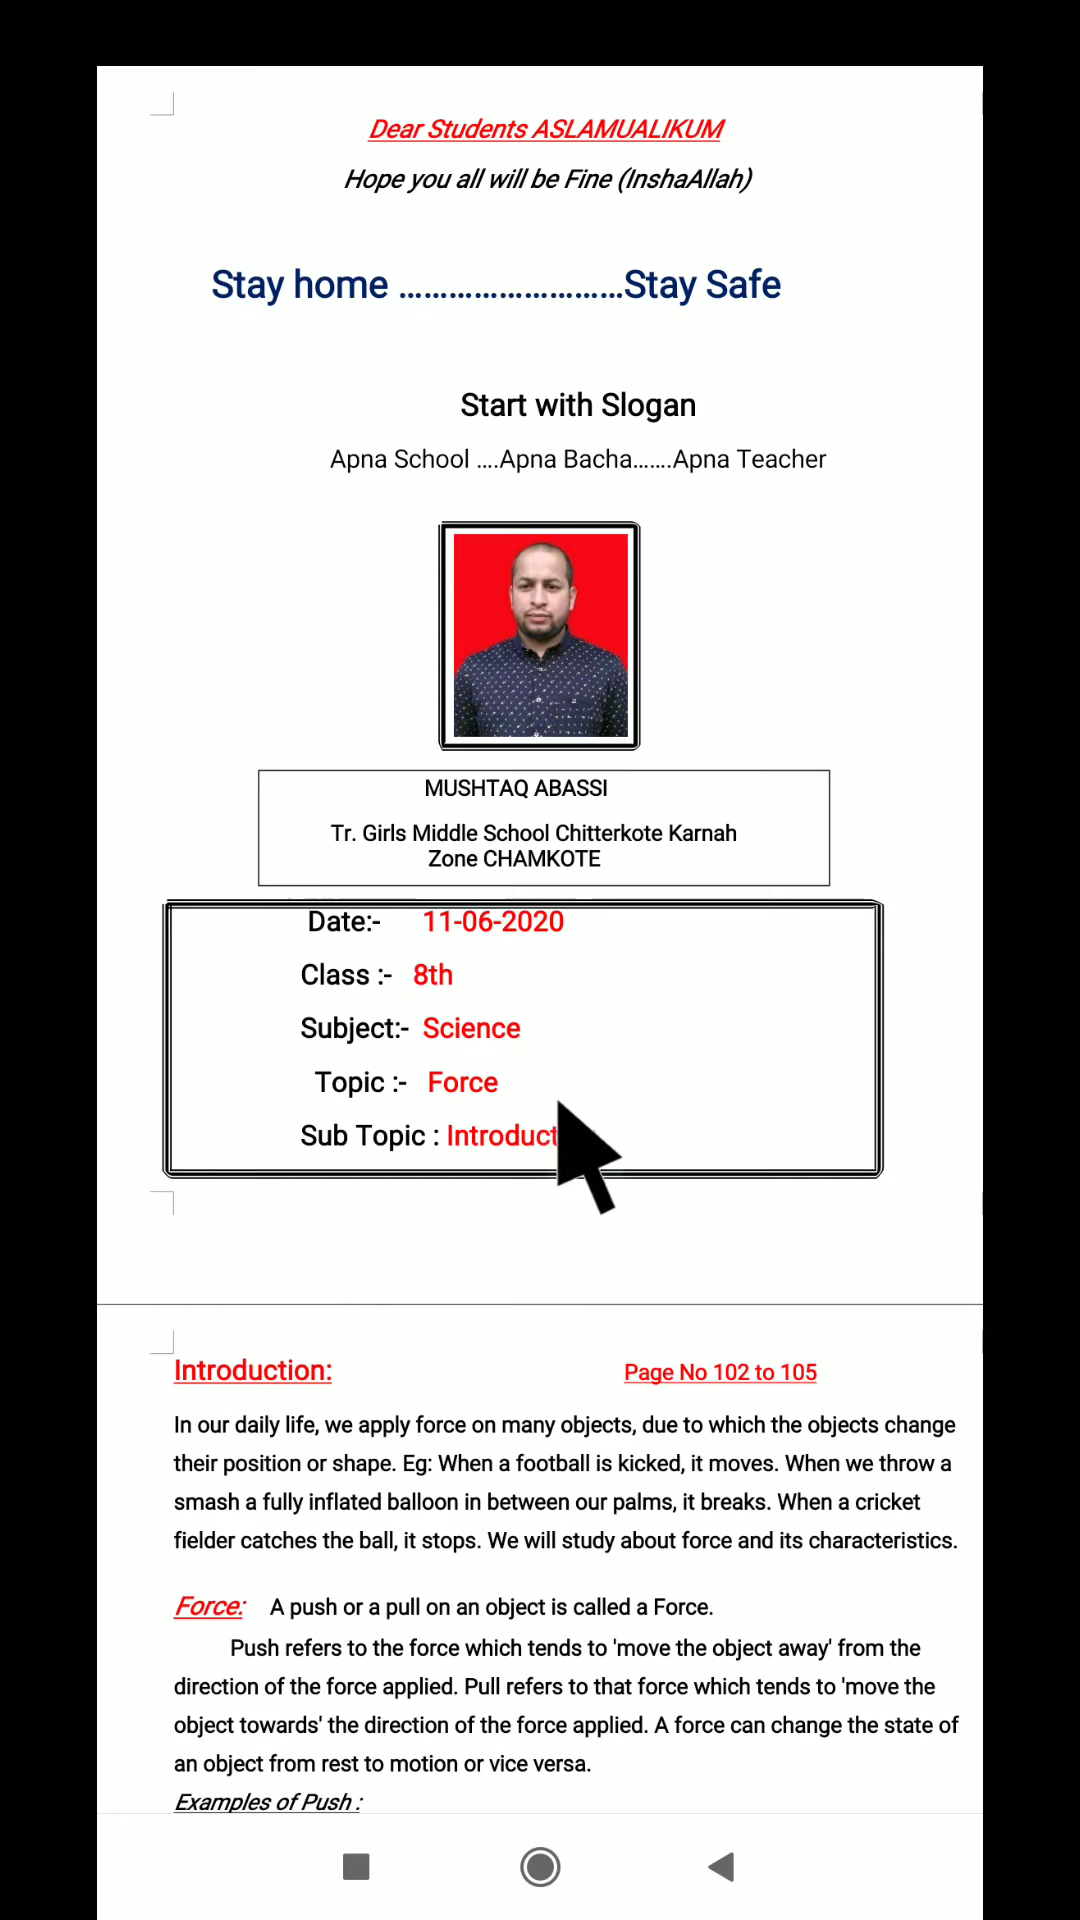 Dear Students ASLAMUALIKUM
Hope you all will be Fine (InshaAllah)
Stay home ...........................Stay Safe
Start with Slogan
Apna School ....Apna Bacha.......Apna Teacher
MUSHTAQ ABASSI
Tr. Girls Middle School Chitterkote Karnah
Zone CHAMKOTE
Date:- 11-06-2020
Class :- 8th
Subject:- Science
Topic :- Force
Sub Topic :
Introduction: Page No 102 to 105
In our daily life, we apply force on many objects, due to which the objects change
their position or shape. Eg: When a football is kicked, it moves. When we throw a
smash a fully inflated balloon in between our palms, it breaks. When a cricket
fielder catches the ball, it stops. We will study about force and its characteristics.
Force: A push or a pull on an object is called a Force.
Push refers to the force which tends to 'move the object away' from the
direction of the force applied. Pull refers to that force which tends to 'move the
object towards' the direction of the force applied. A force can change the state of
an object from rest to motion or vice versa.
Examples of Push :